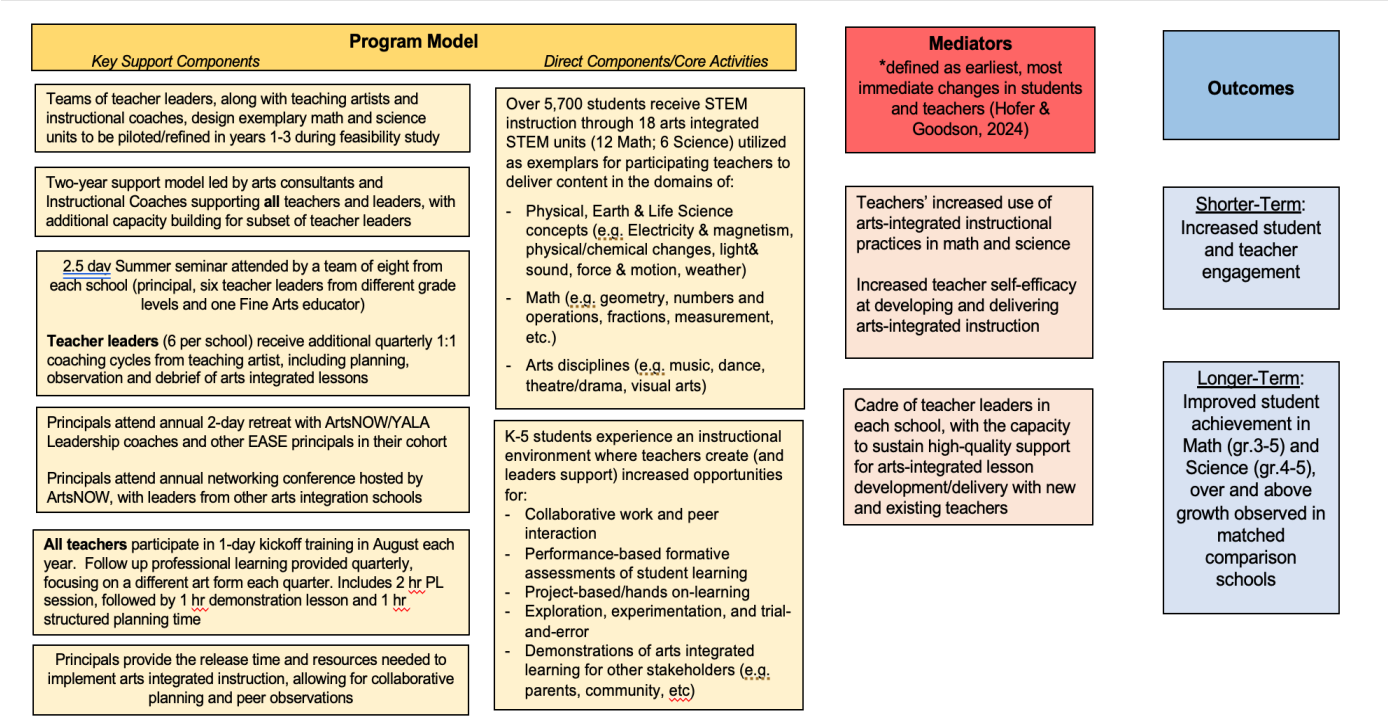 Program Model
Key Support Components
Direct Components/Core Activities
Teams of teacher leaders, along with teaching artists and
instructional coaches, design exemplary math and science
units to be piloted/refined in years 1-3 during feasibility study
Two-year support model led by arts consultants and
Instructional Coaches supporting all teachers and leaders, with
additional capacity building for subset of teacher leaders
2.5 day Summer seminar attended by a team of eight from
each school (principal, six teacher leaders from different grade
levels and one Fine Arts educator)
Teacher leaders (6 per school) receive additional quarterly 1:1
coaching cycles from teaching artist, including planning,
observation and debrief of arts integrated lessons
Principals attend annual 2-day retreat with ArtsNOW/YALA
Leadership coaches and other EASE principals in their cohort
Principals attend annual networking conference hosted by
ArtsNOW, with leaders from other arts integration schools
All teachers participate in 1-day kickoff training in August each
year.  Follow up professional learning provided quarterly,
focusing on a different art form each quarter. Includes 2 hr PL
session, followed by 1 hr demonstration lesson and 1 hr
structured planning time
Principals provide the release time and resources needed to
implement arts integrated instruction, allowing for collaborative
planning and peer observations
Over 5,700 students receive STEM
instruction through 18 arts integrated
STEM units (12 Math; 6 Science) utilized
as exemplars for participating teachers to
deliver content in the domains of:
- Physical, Earth & Life Science
concepts (e.g. Electricity & magnetism,
physical/chemical changes, light&
sound, force & motion, weather)
- Math (e.g. geometry, numbers and
operations, fractions, measurement,
etc.)
- Arts disciplines (e.g. music, dance,
theatre/drama, visual arts)
K-5 students experience an instructional
environment where teachers create (and
leaders support) increased opportunities
for:
- Collaborative work and peer
interaction
- Performance-based formative
assessments of student learning
- Project-based/hands on-learning
- Exploration, experimentation, and trial-
and-error
- Demonstrations of arts integrated
learning for other stakeholders (e.g.
parents, community, etc)
Mediators
*defined as earliest, most
immediate changes in students
and teachers (Hofer &
Goodson, 2024)
Teachers' increased use of
arts-integrated instructional
practices in math and science
Increased teacher self-efficacy
at developing and delivering
arts-integrated instruction
Cadre of teacher leaders in
each school, with the capacity
to sustain high-quality support
for arts-integrated lesson
development/delivery with new
and existing teachers
Outcomes
Shorter-Term:
Increased student
and teacher
engagement
Longer-Term:
Improved student
achievement in
Math (gr.3-5) and
Science (gr.4-5),
over and above
growth observed in
matched
comparison
schools